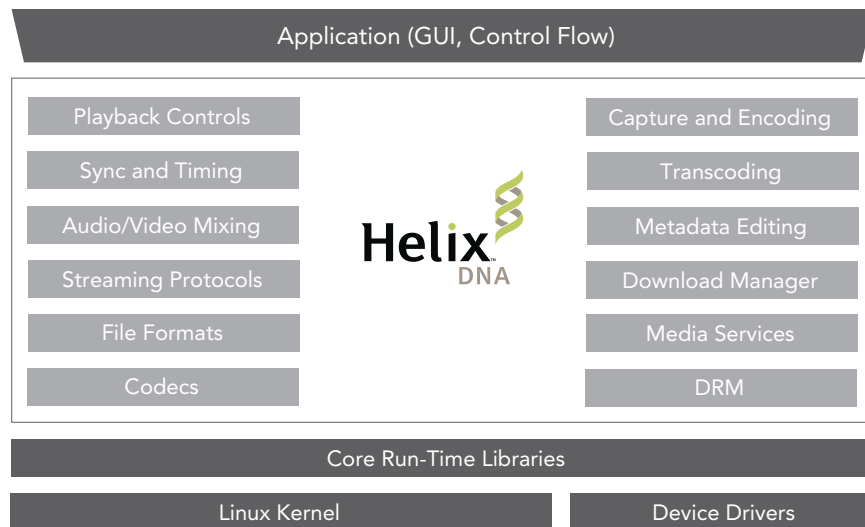 Application (GUI, Control Flow)
Playback Controls
Sync and Timing
Audio/Video Mixing
Streaming Protocols
File Formats
Codecs
Helix™
DNA
Capture and Encoding
Transcoding
Metadata Editing
Download Manager
Media Services
DRM
Core Run-Time Libraries
Linux Kernel
Device Drivers